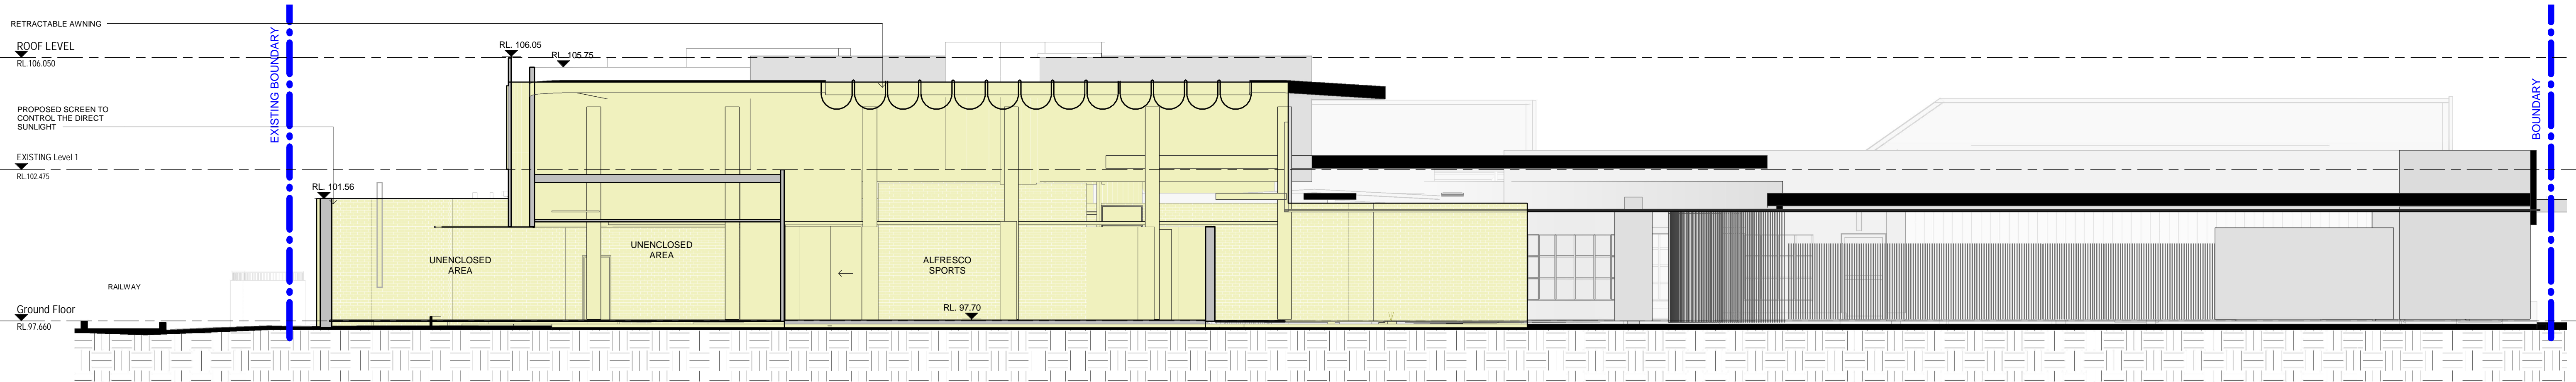 RETRACTABLE AWNING
ROOF LEVEL
RL.106.050
EXISTING BOUNDARY
RL. 106.05
RL. 105.75
PROPOSED SCREEN TO
CONTROL THE DIRECT
SUNLIGHT
BOUNDARY
EXISTING Level 1
RL.102.475
RL. 101.56
UNENCLOSED
AREA
UNENCLOSED
AREA
ALFRESCO
SPORTS
RAILWAY
RL. 97.70
Ground Floor
RL.97.660